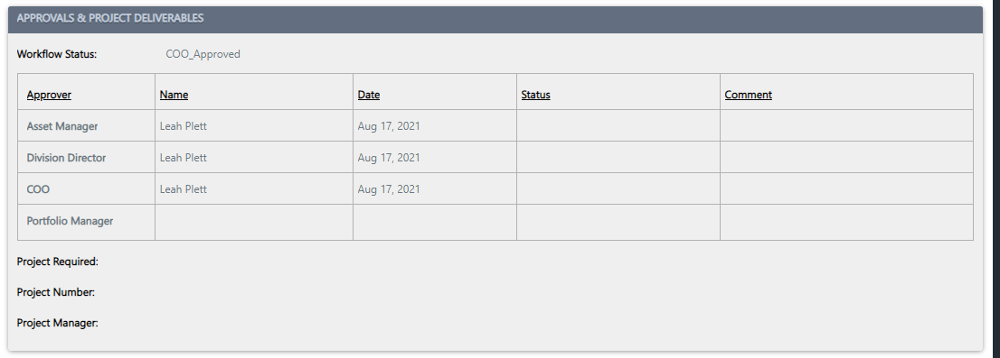 APPROVALS & PROJECT DELIVERABLES
Workflow Status: COO_Approved
Approver Name Date Status Comment
Asset Manager Leah Plett Aug 17, 2021
Division Director Leah Plett Aug 17, 2021
COO Leah Plett Aug 17, 2021
Portfolio Manager
Project Required:
Project Number:
Project Manager: